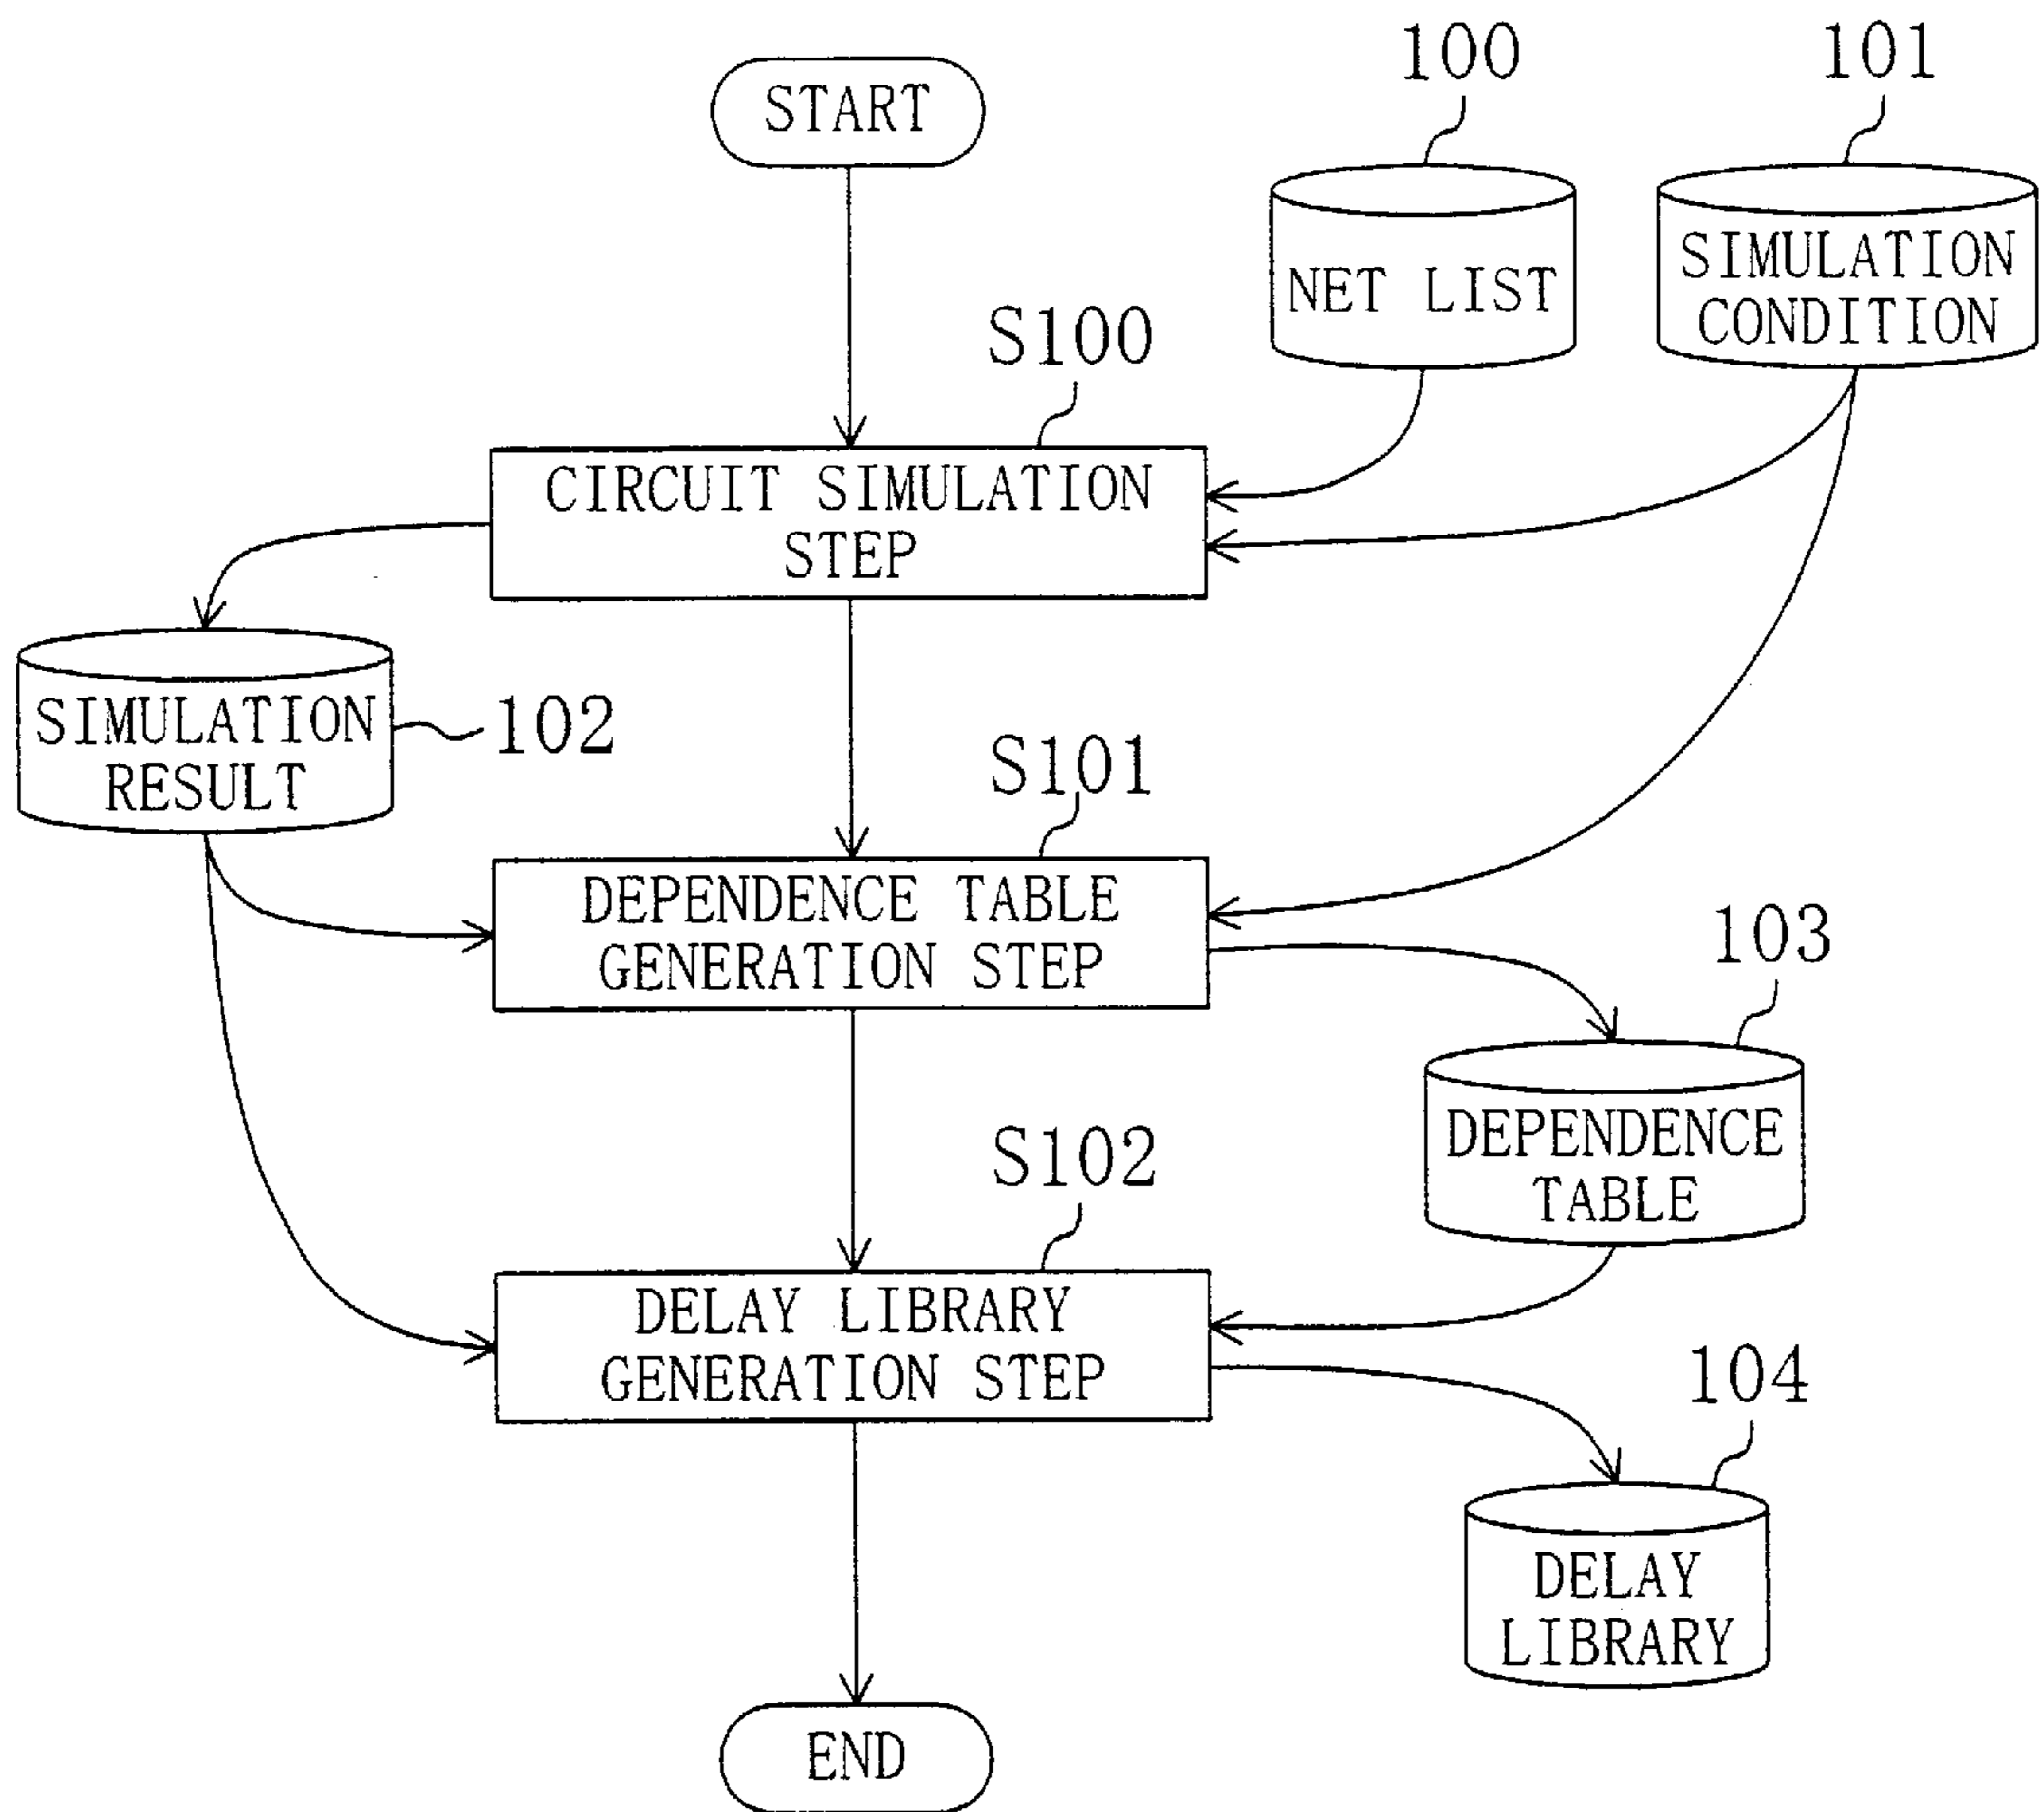 100
101
START
NET LIST
SIMULATION
CONDITION
S100
CIRCUIT SIMULATION
STEP
SIMULATION
RESULT
102
S101
DEPENDENCE TABLE
GENERATION STEP
103
DEPENDENCE
TABLE
S102
DELAY LIBRARY
GENERATION STEP
104
DELAY
LIBRARY
END